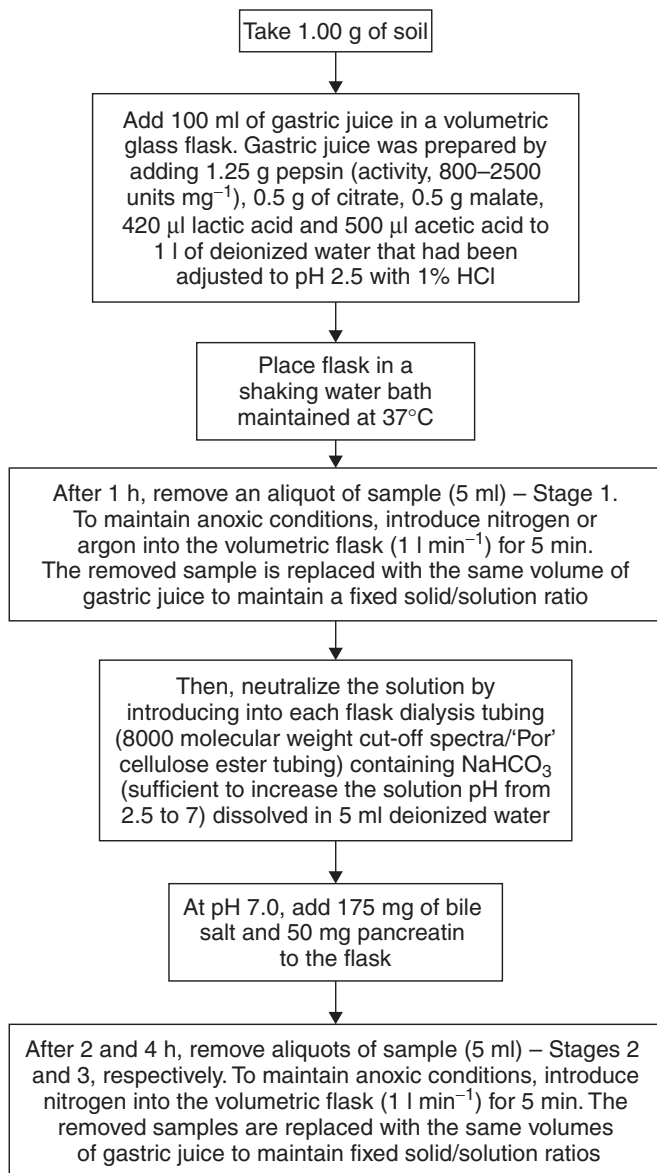 Take 1.00 g of soil
Add 100 ml of gastric juice in a volumetric
glass flask. Gastric juice was prepared by
adding 1.25 g pepsin (activity, 800–2500
units mg⁻¹), 0.5 g of citrate, 0.5 g malate,
420 μl lactic acid and 500 μl acetic acid to
1 l of deionized water that had been
adjusted to pH 2.5 with 1% HCl
Place flask in a
shaking water bath
maintained at 37°C
After 1 h, remove an aliquot of sample (5 ml) – Stage 1.
To maintain anoxic conditions, introduce nitrogen or
argon into the volumetric flask (1 l min⁻¹) for 5 min.
The removed sample is replaced with the same volume of
gastric juice to maintain a fixed solid/solution ratio
Then, neutralize the solution by
introducing into each flask dialysis tubing
(8000 molecular weight cut-off spectra/‘Por’
cellulose ester tubing) containing NaHCO₃
(sufficient to increase the solution pH from
2.5 to 7) dissolved in 5 ml deionized water
At pH 7.0, add 175 mg of bile
salt and 50 mg pancreatin
to the flask
After 2 and 4 h, remove aliquots of sample (5 ml) – Stages 2
and 3, respectively. To maintain anoxic conditions, introduce
nitrogen into the volumetric flask (1 l min⁻¹) for 5 min. The
removed samples are replaced with the same volumes
of gastric juice to maintain fixed solid/solution ratios